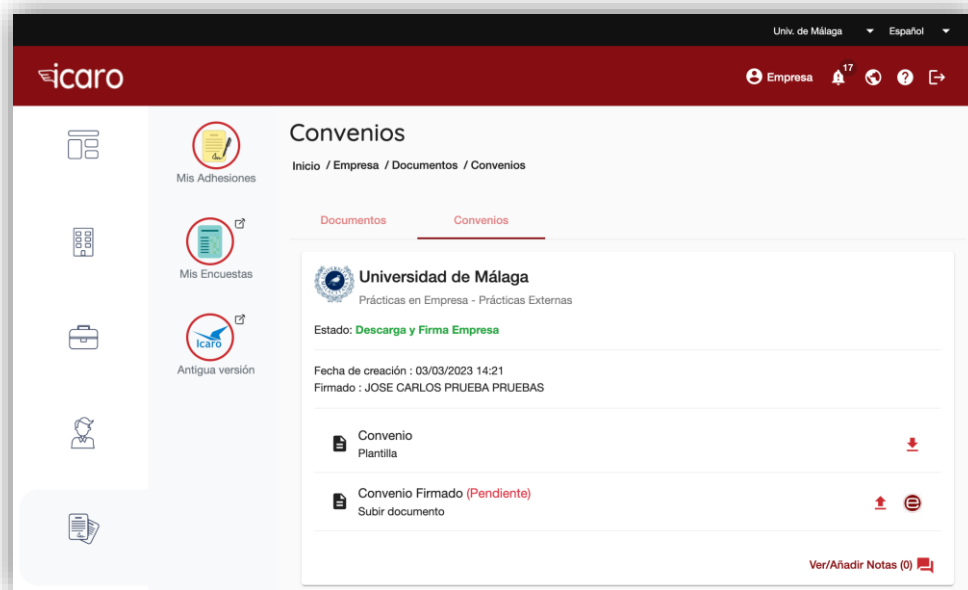 Univ. de Málaga Español
icaro
Empresa 17
Convenios
Inicio / Empresa / Documentos / Convenios
Mis Adhesiones
Mis Encuestas
Icaro
Antigua versión
Documentos Convenios
Universidad de Málaga
Prácticas en Empresa - Prácticas Externas
Estado: Descarga y Firma Empresa
Fecha de creación : 03/03/2023 14:21
Firmado : JOSE CARLOS PRUEBA PRUEBAS
Convenio
Plantilla
Convenio Firmado (Pendiente)
Subir documento
Ver/Añadir Notas (0)